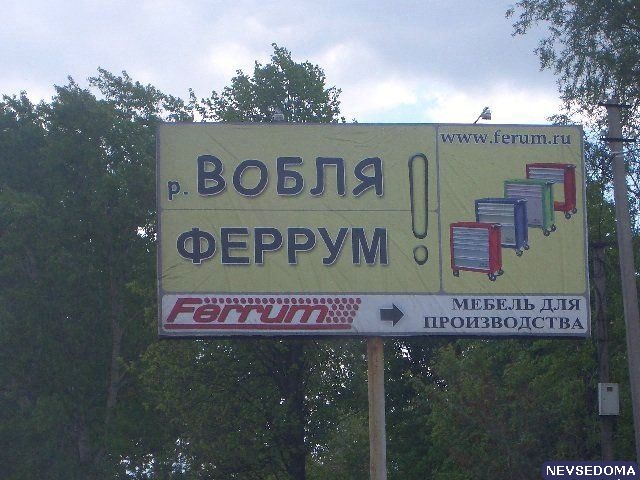 р. ВОБЛЯ!
ФЕРРУМ
www.ferum.ru
Ferrum
МЕБЕЛЬ ДЛЯ
ПРОИЗВОДСТВА
NEVSEDOMA